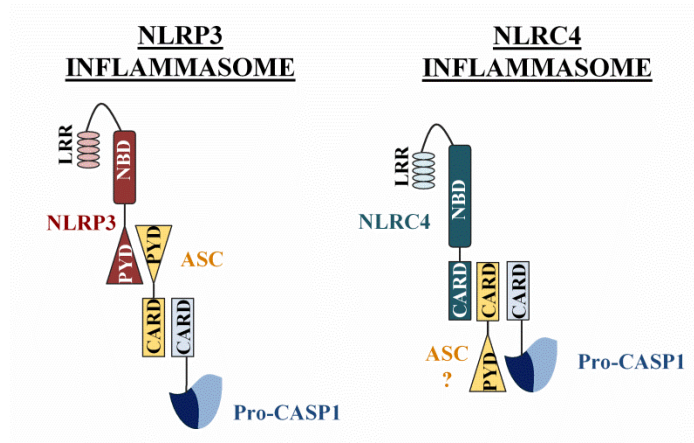 NLRP3
INFLAMMASOME
LRR
NBD
NLRP3
PYD
PYD
ASC
CARD
CARD
Pro-CASP1
NLRC4
INFLAMMASOME
LRR
NBD
NLRC4
CARD
CARD
CARD
ASC
?
PYD
Pro-CASP1